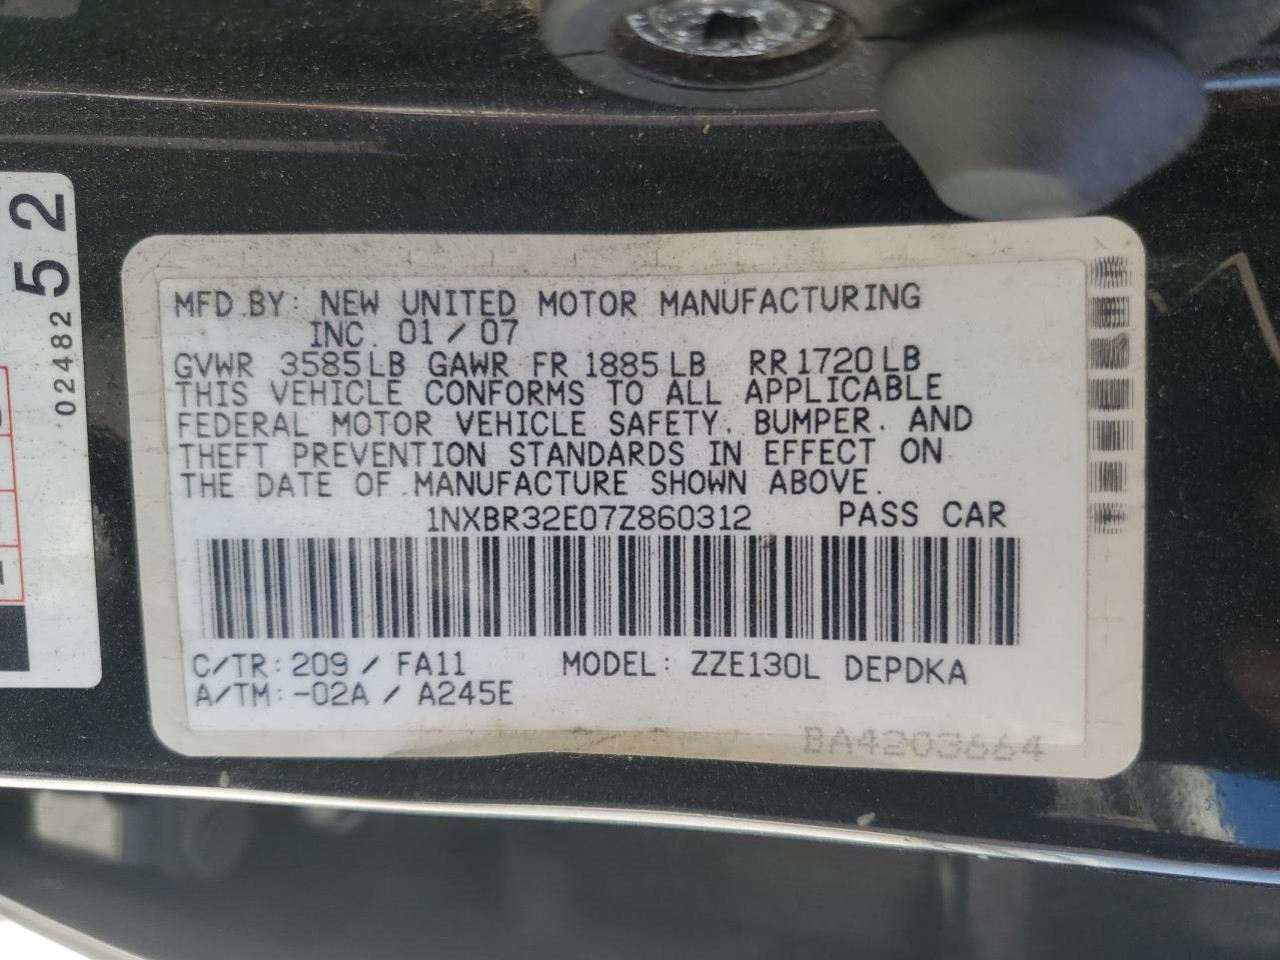 52
02482
MFD.BY: NEW UNITED MOTOR MANUFACTURING
INC. 01/07
GVWR 3585LB GAWR FR 1885LB RR1720LB
THIS VEHICLE CONFORMS TO ALL APPLICABLE
FEDERAL MOTOR VEHICLE SAFETY, BUMPER, AND
THEFT PREVENTION STANDARDS IN EFFECT ON
THE DATE OF MANUFACTURE SHOWN ABOVE.
1NXBR32E07Z860312 PASS CAR
C/TR: 209 / FA11 MODEL: ZZE130L DEPDKA
A/TM: -02A / A245E
BA4203664